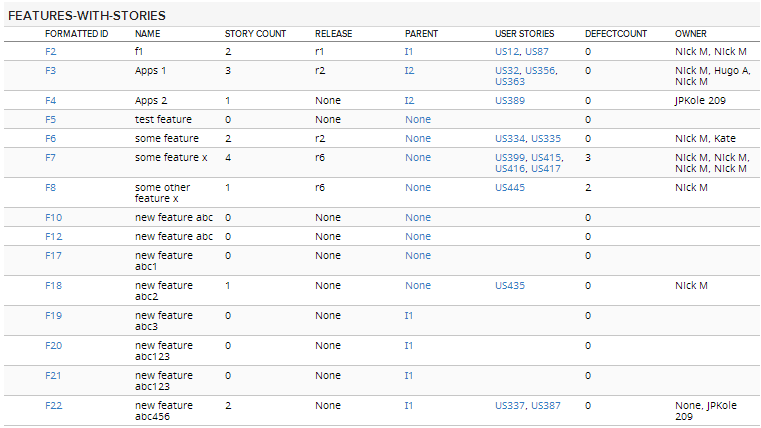 FEATURES-WITH-STORIES
FORMATTED ID NAME STORY COUNT RELEASE PARENT USER STORIES DEFECTCOUNT OWNER
F2 f1 2 r1 I1 US12, US87 0 Nick M, Nick M
F3 Apps 1 3 r2 I2 US32, US356, 0 Nick M, Hugo A,
US363 Nick M
F4 Apps 2 1 None I2 US389 0 JPKole 209
F5 test feature 0 None None 0
F6 some feature 2 r2 None US334, US335 0 Nick M, Kate
F7 some feature x 4 r6 None US399, US415, 3 Nick M, Nick M,
US416, US417 Nick M, Nick M
F8 some other 1 r6 None US445 2 Nick M
feature x
F10 new feature abc 0 None None 0
F12 new feature abc 0 None None 0
F17 new feature 0 None None 0
abc1
F18 new feature 1 None None US435 0 Nick M
abc2
F19 new feature 0 None I1 0
abc3
F20 new feature 0 None I1 0
abc123
F21 new feature 0 None I1 0
abc123
F22 new feature 2 None I1 US337, US387 0 None, JPKole
abc456 209